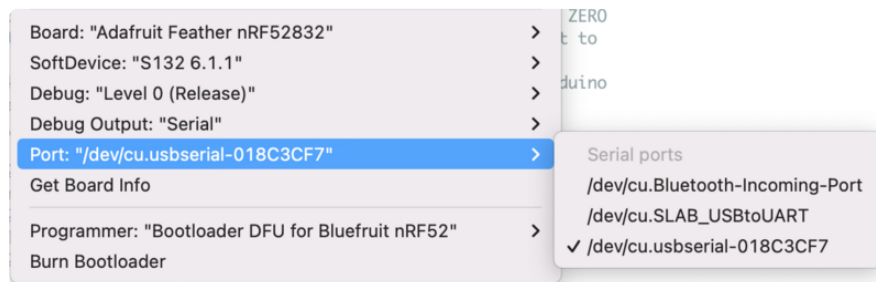 ZERO
Board: "Adafruit Feather nRF52832"
t to
SoftDevice: "S132 6.1.1"
Debug: "Level 0 (Release)"
duino
Debug Output: "Serial"
Port: "/dev/cu.usbserial-018C3CF7"
Get Board Info
Programmer: "Bootloader DFU for Bluefruit nRF52"
Burn Bootloader
Serial ports
/dev/cu.Bluetooth-Incoming-Port
/dev/cu.SLAB_USBtoUART
✓ /dev/cu.usbserial-018C3CF7